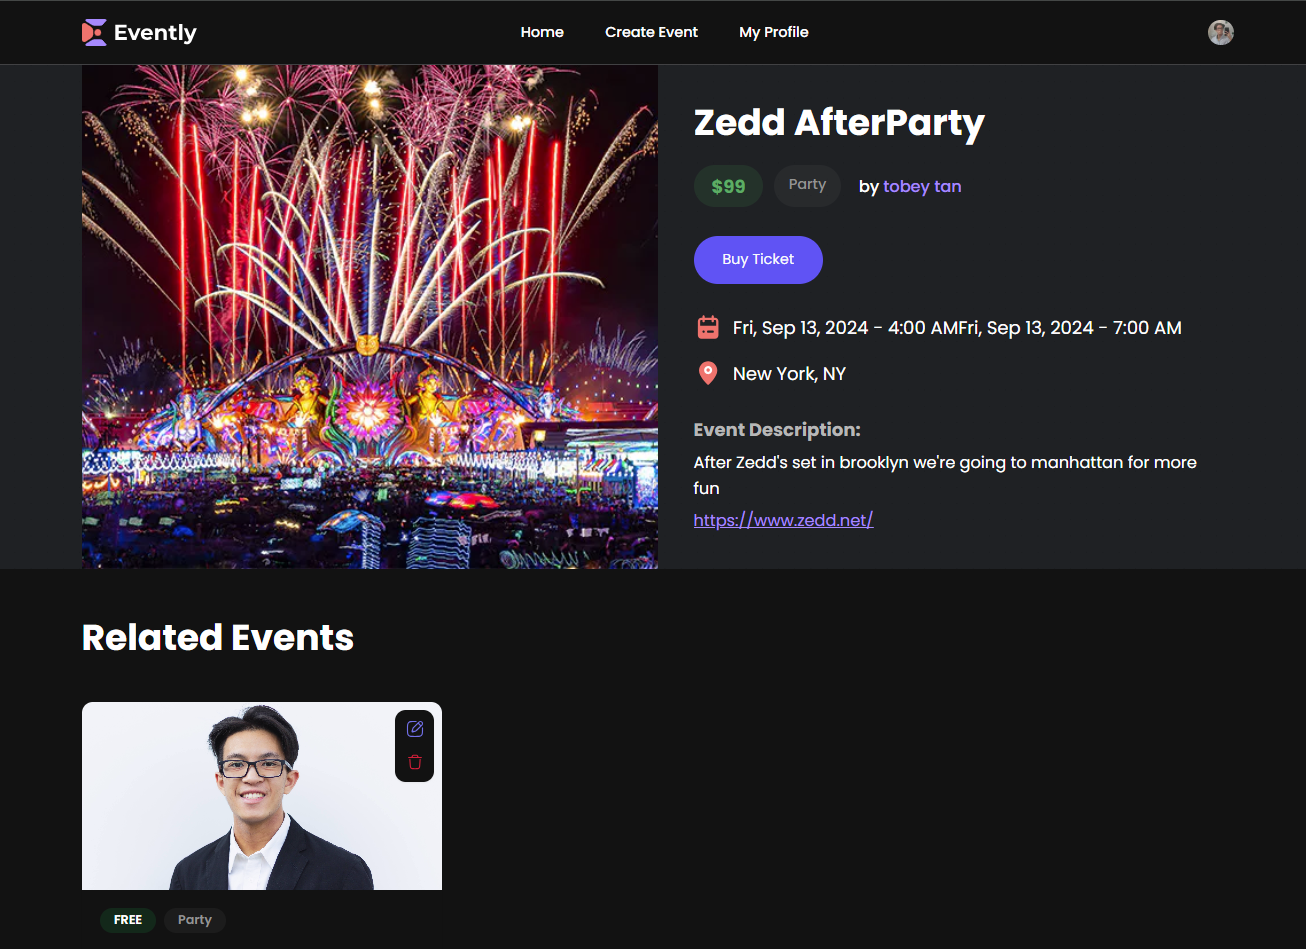 Evently
Home
Create Event
My Profile
Zedd AfterParty
$99
Party
by tobey tan
Buy Ticket
Fri, Sep 13, 2024 - 4:00 AMFri, Sep 13, 2024 - 7:00 AM
New York, NY
Event Description:
After Zedd's set in brooklyn we're going to manhattan for more
fun
https://www.zedd.net/
Related Events
FREE
Party